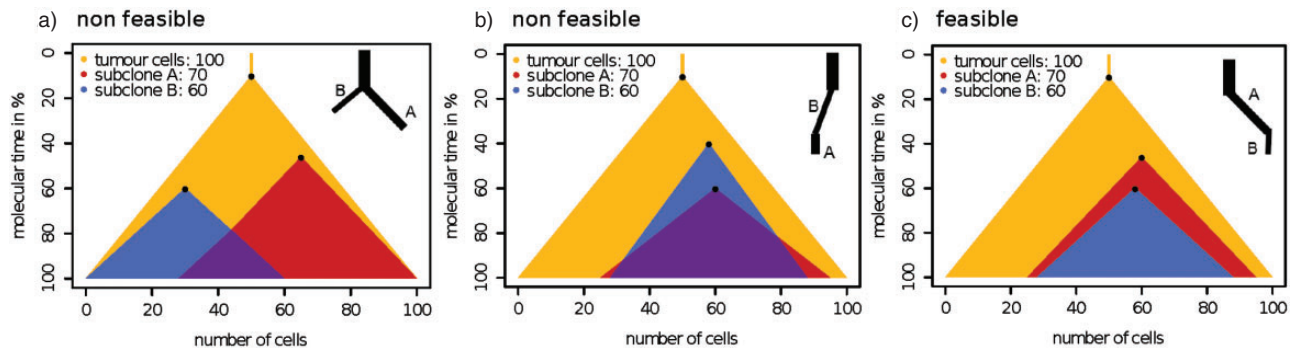 a) non feasible
tumour cells: 100
subclone A: 70
subclone B: 60
B
A
molecular time in %
0
20
40
60
80
100
0 20 40 60 80 100
number of cells
b) non feasible
tumour cells: 100
subclone A: 70
subclone B: 60
B
A
molecular time in %
0
20
40
60
80
100
0 20 40 60 80 100
number of cells
c) feasible
tumour cells: 100
subclone A: 70
subclone B: 60
A
B
molecular time in %
0
20
40
60
80
100
0 20 40 60 80 100
number of cells